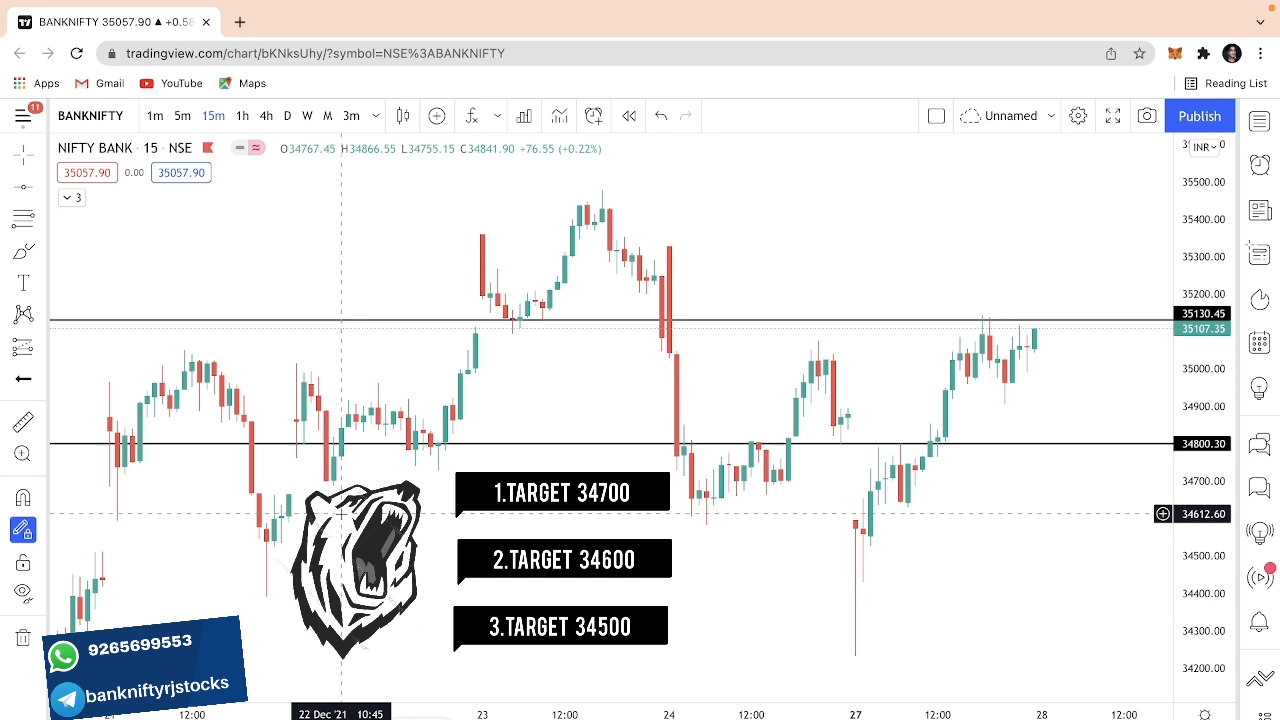 BANKNIFTY 35057.90 ▲ +0.58
tradingview.com/chart/bKNksUhy/?symbol=NSE%3ABANKNIFTY
Apps Gmail YouTube Maps Reading List
11
BANKNIFTY 1m 5m 15m 1h 4h D W M 3m Unnamed Publish
NIFTY BANK · 15 · NSE O34767.45 H34866.55 L34755.15 C34841.90 +76.55 (+0.22%)
INR
35057.90 0.00 35057.90
3
35500.00
35400.00
35300.00
35200.00
35130.45
35107.35
35000.00
34900.00
34800.30
34700.00
34612.60
34500.00
34400.00
34300.00
34200.00
1.TARGET 34700
2.TARGET 34600
3.TARGET 34500
9265699553
bankniftyrjstocks
12:00 22 Dec '21 10:45 23 12:00 24 12:00 27 12:00 28 12:00